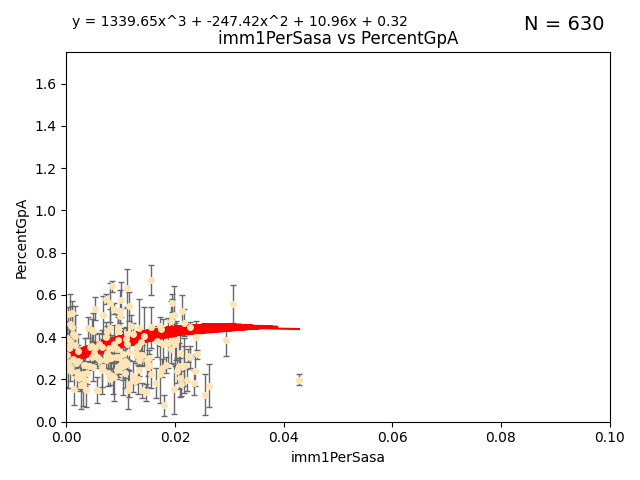 y = 1339.65x^3 + -247.42x^2 + 10.96x + 0.32
N = 630
imm1PerSasa vs PercentGpA
PercentGpA
1.6
1.4
1.2
1.0
0.8
0.6
0.4
0.2
0.0
0.00 0.02 0.04 0.06 0.08 0.10
imm1PerSasa